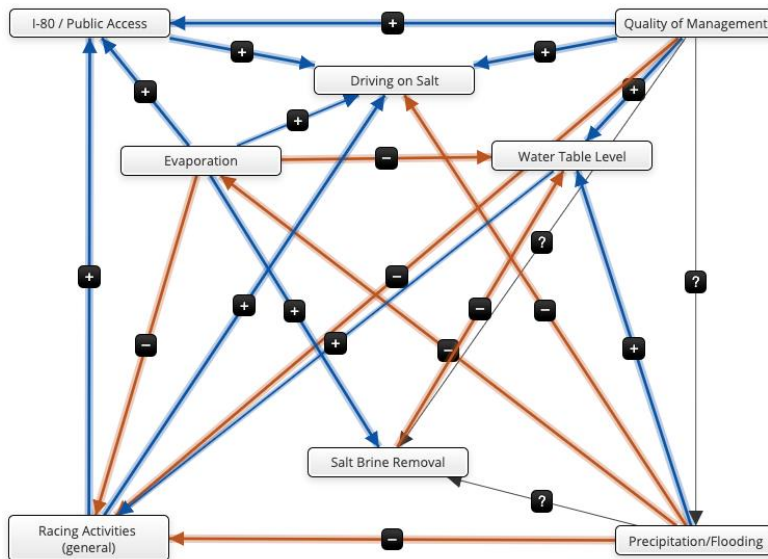 I-80 / Public Access
+
Quality of Management
+
+
Driving on Salt
+
+
+
Evaporation
−
Water Table Level
?
−
+
?
+
+
−
−
+
−
−
+
Salt Brine Removal
?
Racing Activities
(general)
−
Precipitation/Flooding